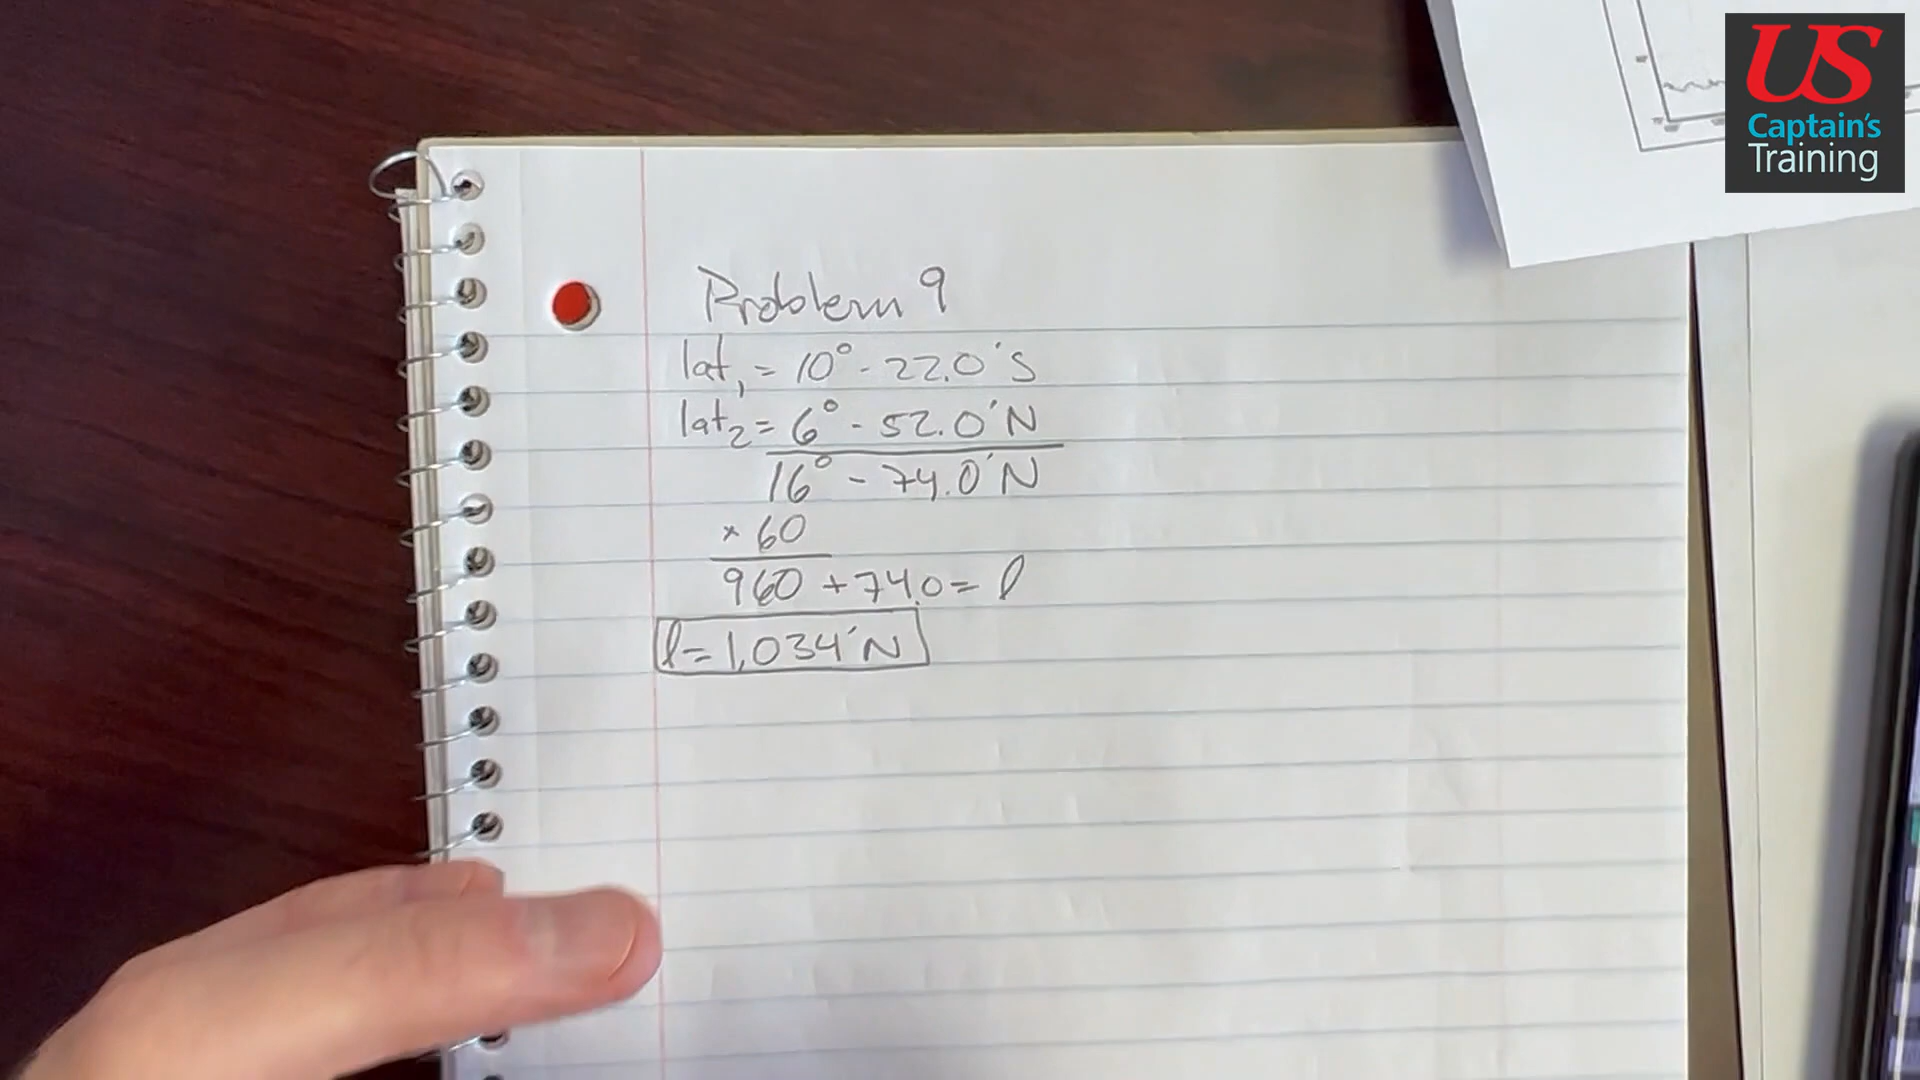 US
Captain's
Training
Problem 9
lat₁ = 10° - 22.0' S
lat₂ = 6° - 52.0' N
16° - 74.0' N
× 60
960 + 74.0 = l
l = 1,034' N